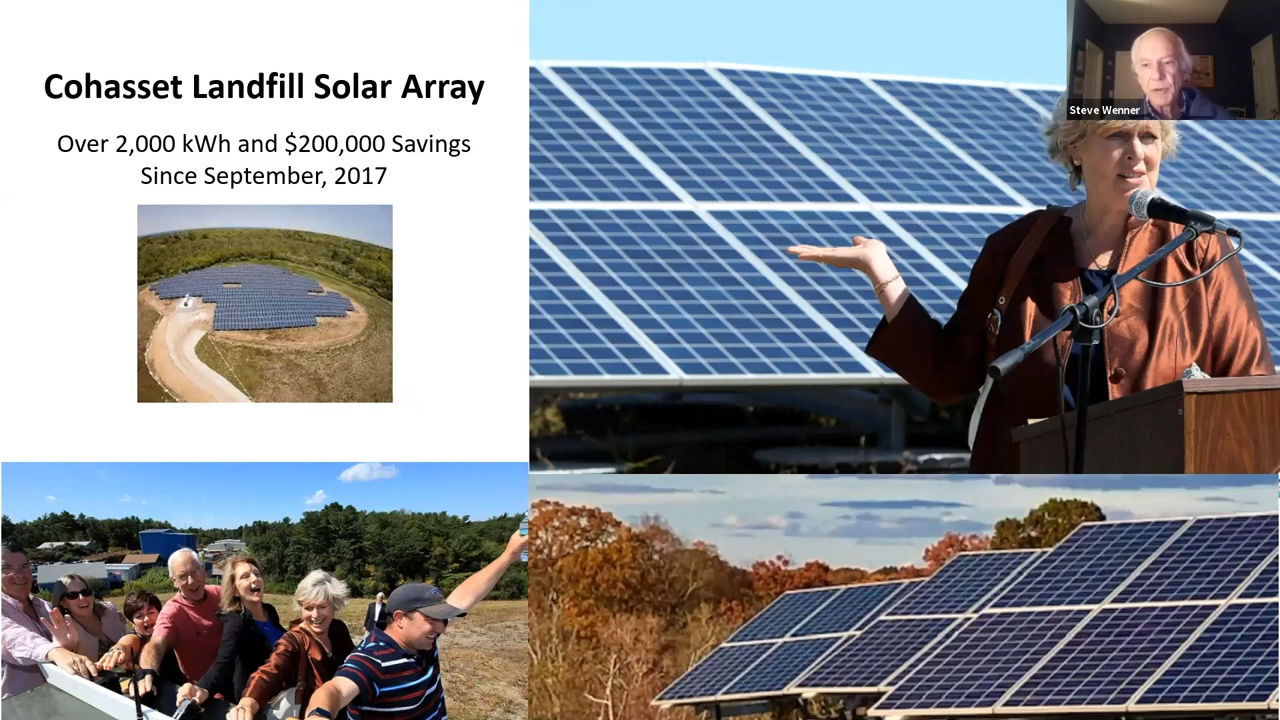 Cohasset Landfill Solar Array
Over 2,000 kWh and $200,000 Savings
Since September, 2017
Steve Wenner